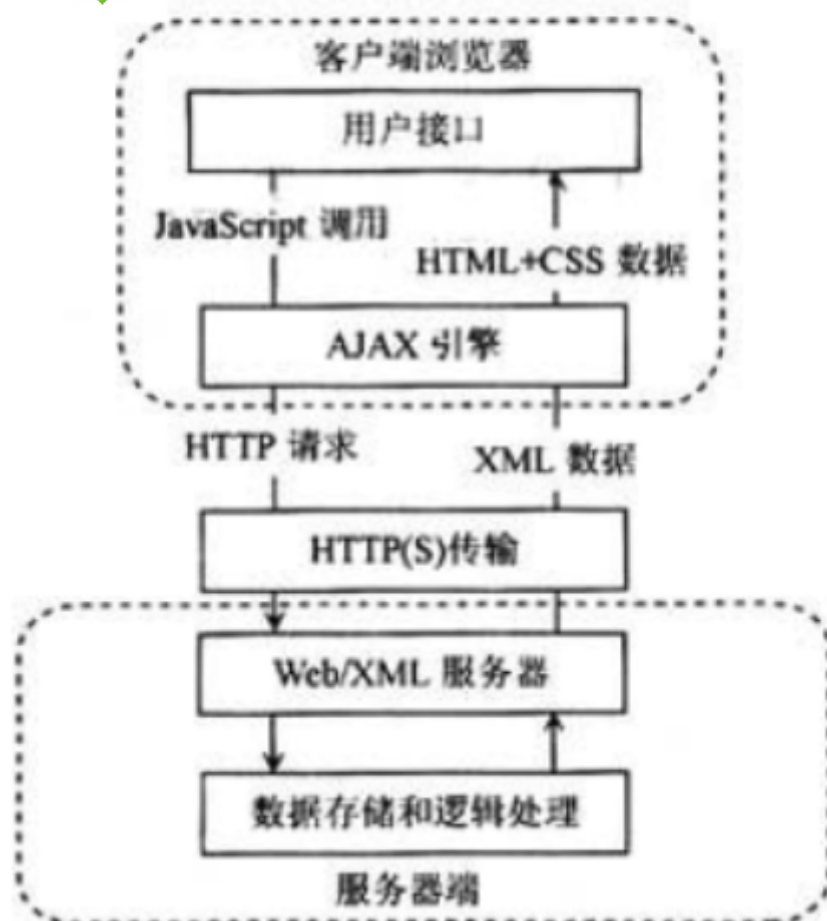 客户端浏览器
用户接口
JavaScript 调用
HTML+CSS 数据
AJAX 引擎
HTTP 请求
XML 数据
HTTP(S)传输
Web/XML 服务器
数据存储和逻辑处理
服务器端